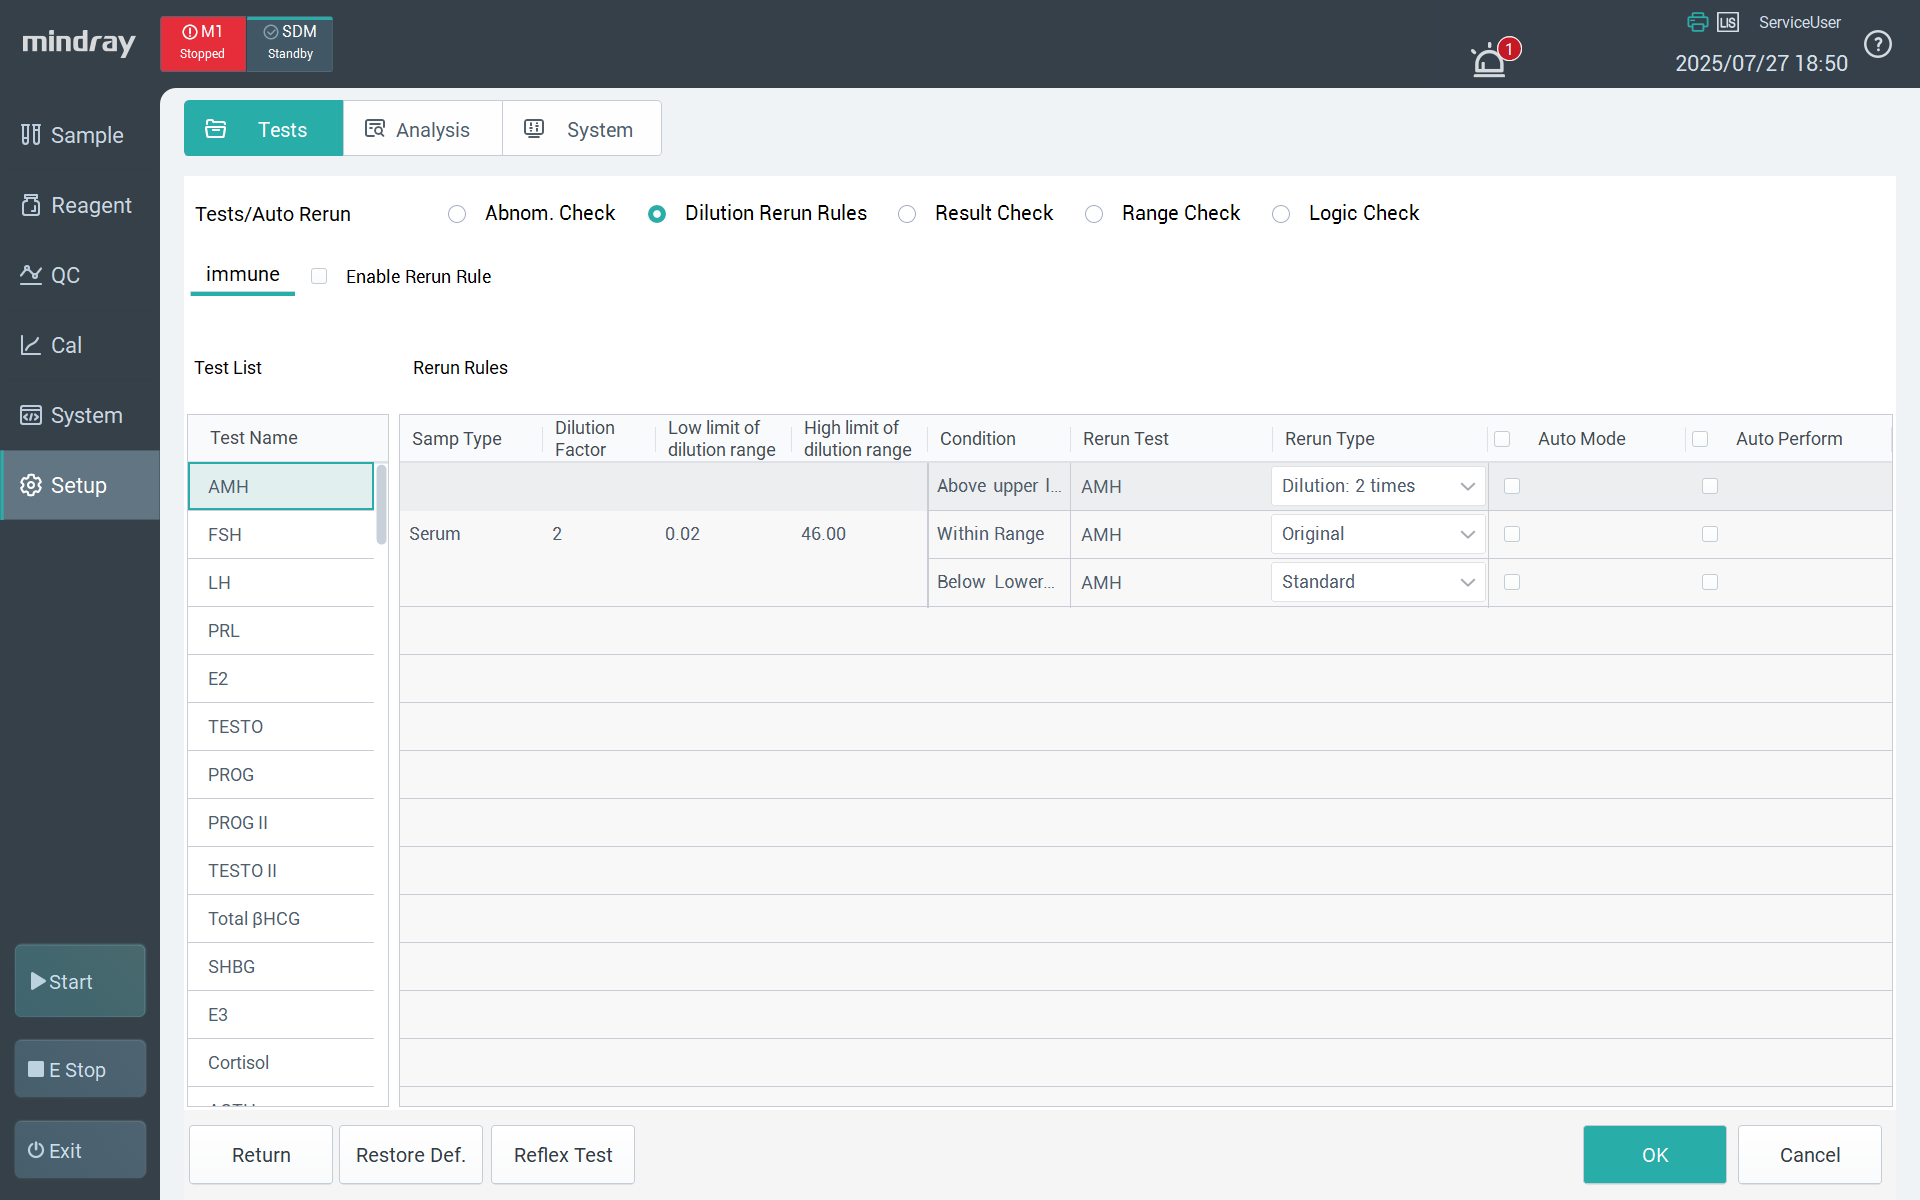 mindray
M1
Stopped
SDM
Standby
1
LIS
ServiceUser
2025/07/27 18:50
?
Sample
Reagent
QC
Cal
System
Setup
Start
E Stop
Exit
Tests
Analysis
System
Tests/Auto Rerun
Abnom. Check
Dilution Rerun Rules
Result Check
Range Check
Logic Check
immune
Enable Rerun Rule
Test List
Rerun Rules
Test Name
AMH
FSH
LH
PRL
E2
TESTO
PROG
PROG II
TESTO II
Total βHCG
SHBG
E3
Cortisol
Samp Type
Dilution
Factor
Low limit of
dilution range
High limit of
dilution range
Condition
Rerun Test
Rerun Type
Auto Mode
Auto Perform
Above upper l...
AMH
Dilution: 2 times
Serum
2
0.02
46.00
Within Range
AMH
Original
Below Lower...
AMH
Standard
Return
Restore Def.
Reflex Test
OK
Cancel